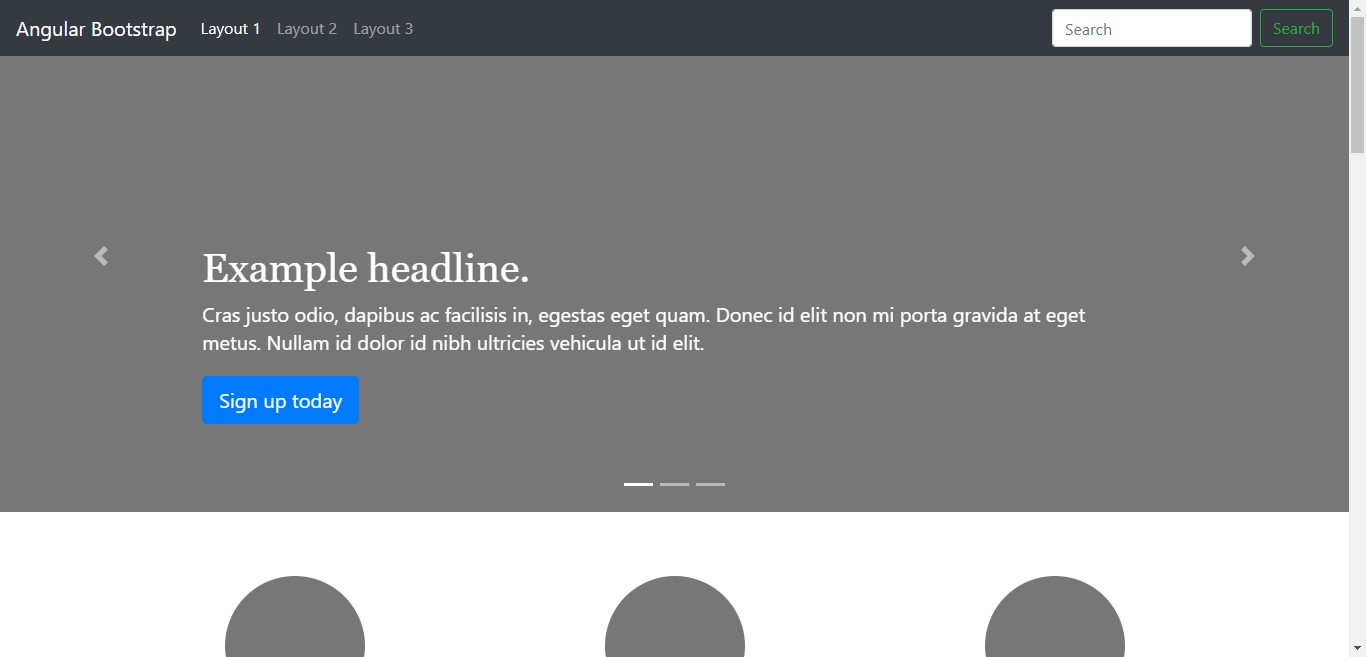 Angular Bootstrap Layout 1 Layout 2 Layout 3 Search Search
Example headline.
Cras justo odio, dapibus ac facilisis in, egestas eget quam. Donec id elit non mi porta gravida at eget
metus. Nullam id dolor id nibh ultricies vehicula ut id elit.
Sign up today